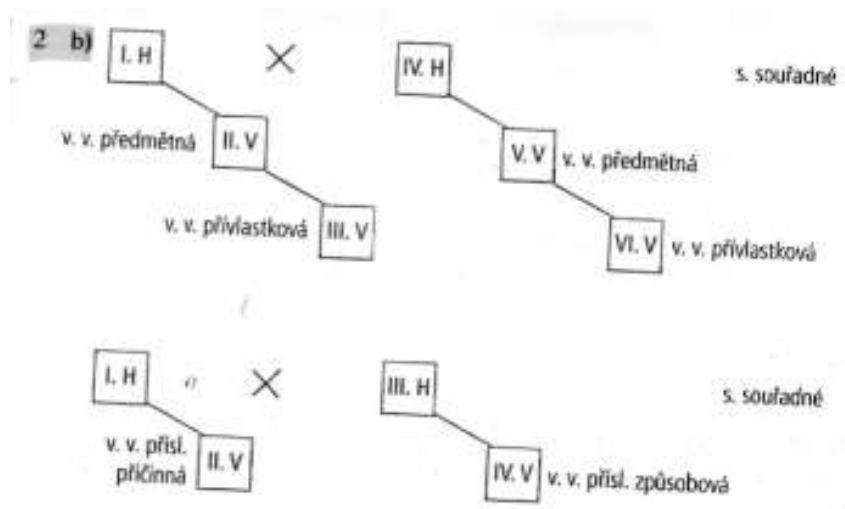 2 b) I. H × IV. H s. souřadné
v. v. předmětná II. V V. V v. v. předmětná
v. v. přívlastková III. V VI. V v. v. přívlastková
I. H × III. H s. souřadné
v. v. přísl.
příčinná II. V IV. V v. v. přísl. způsobová